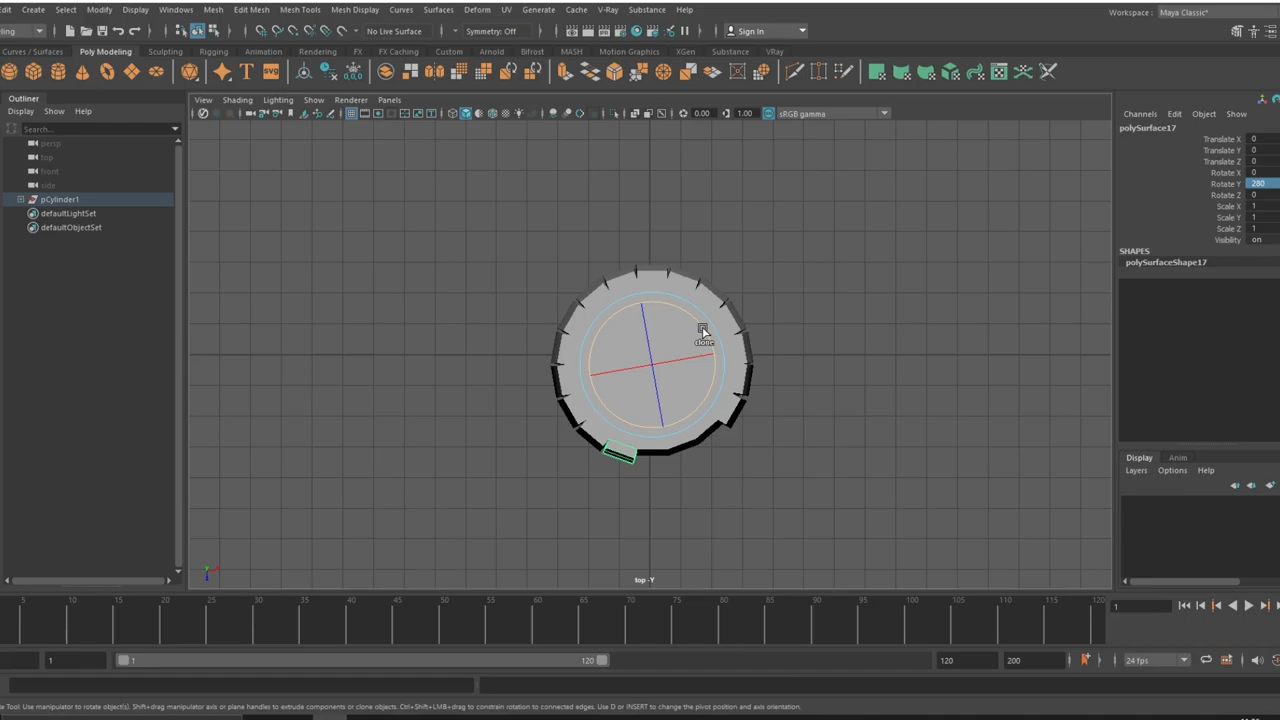 Edit Create Select Modify Display Windows Mesh Edit Mesh Mesh Tools Mesh Display Curves Surfaces Deform UV Generate Cache V-Ray Substance Help
Workspace : Maya Classic*
No Live Surface Symmetry: Off Sign In
Curves / Surfaces Poly Modeling Sculpting Rigging Animation Rendering FX FX Caching Custom Arnold Bifrost MASH Motion Graphics XGen Substance VRay
SVG
Outliner
Display Show Help
Search...
persp
top
front
side
pCylinder1
defaultLightSet
defaultObjectSet
View Shading Lighting Show Renderer Panels
0.00 1.00 sRGB gamma
clone
top -Y
Channels Edit Object Show
polySurface17
Translate X 0
Translate Y 0
Translate Z 0
Rotate X 0
Rotate Y 280
Rotate Z 0
Scale X 1
Scale Y 1
Scale Z 1
Visibility on
SHAPES
polySurfaceShape17
Display Anim
Layers Options Help
5 10 15 20 25 30 35 40 45 50 55 60 65 70 75 80 85 90 95 100 105 110 115 120
1
1 1 120 120 200 24 fps
Tool: Use manipulator to rotate object(s). Shift+drag manipulator axis or plane handles to extrude components or clone objects. Ctrl+Shift+LMB+drag to constrain rotation to connected edges. Use D or INSERT to change the pivot position and axis orientation.